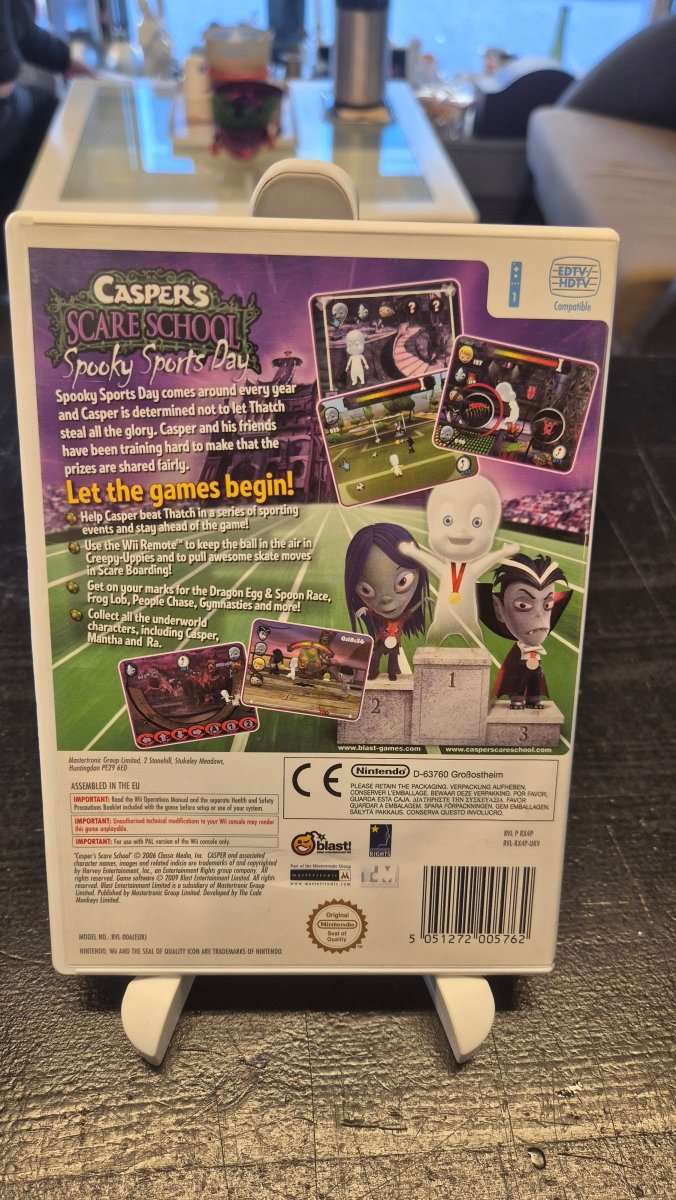 CASPER'S
SCARE SCHOOL
Spooky Sports Day
Spooky Sports Day comes around every year
and Casper is determined not to let Thatch
steal all the glory. Casper and his friends
have been training hard to make that the
prizes are shared fairly.
Let the games begin!
Help Casper beat Thatch in a series of sporting
events and stay ahead of the game!
Use the Wii Remote™ to keep the ball in the air in
Creepy-Uppies and to pull awesome skate moves
in Scare Boarding!
Get on your marks for the Dragon Egg & Spoon Race,
Frog Lob, People Chase, Gymnasties and more!
Collect all the underworld
characters, including Casper,
Mantha and Ra.
1
EDTV/
HDTV
Compatible
0:18:36
2
1
3
www.blast-games.com
www.casperscareschool.com
Mastertronic Group Limited, 2 Stonehill, Stukeley Meadows,
Huntingdon PE29 6ED
ASSEMBLED IN THE EU
IMPORTANT: Read the Wii Operations Manual and the separate Health and Safety
Precautions Booklet included with the game before setup or use of your system.
IMPORTANT: Unauthorised technical modifications to your Wii console may render
this game unplayable.
IMPORTANT: For use with PAL version of the Wii console only.
"Casper's Scare School" © 2006 Classic Media, Inc. CASPER and associated
character names, images and related indicia are trademarks of and copyrighted
by Harvey Entertainment, Inc., an Entertainment Rights group company. All
rights reserved. Game software © 2009 Blast Entertainment Limited. All rights
reserved. Blast Entertainment Limited is a subsidiary of Mastertronic Group
Limited. Published by Mastertronic Group Limited. Developed by The Code
Monkeys Limited.
MODEL NO.: RVL-006(EUR)
NINTENDO, Wii AND THE SEAL OF QUALITY ICON ARE TRADEMARKS OF NINTENDO.
CE
Nintendo D-63760 Großostheim
PLEASE RETAIN THE PACKAGING. VERPACKUNG AUFHEBEN.
CONSERVER L'EMBALLAGE. BEWAAR DEZE VERPAKKING. POR FAVOR,
GUARDA ESTA CAJA. ΔΙΑΤΗΡΗΣΤΕ ΤΗΝ ΣΥΣΚΕΥΑΣΙΑ. FAVOR
GUARDAR A EMBALAGEM. SPARA FÖRPACKNINGEN. GEM EMBALLAGEN.
SÄILYTÄ PAKKAUS. CONSERVA QUESTO INVOLUCRO.
blast!
RIGHTS
Part of the Mastertronic Group
mastertronic M
www.mastertronic.com
RVL P RX4P
RVL-RX4P-UXV
Original
Nintendo
Seal of
Quality
5 051272 005762